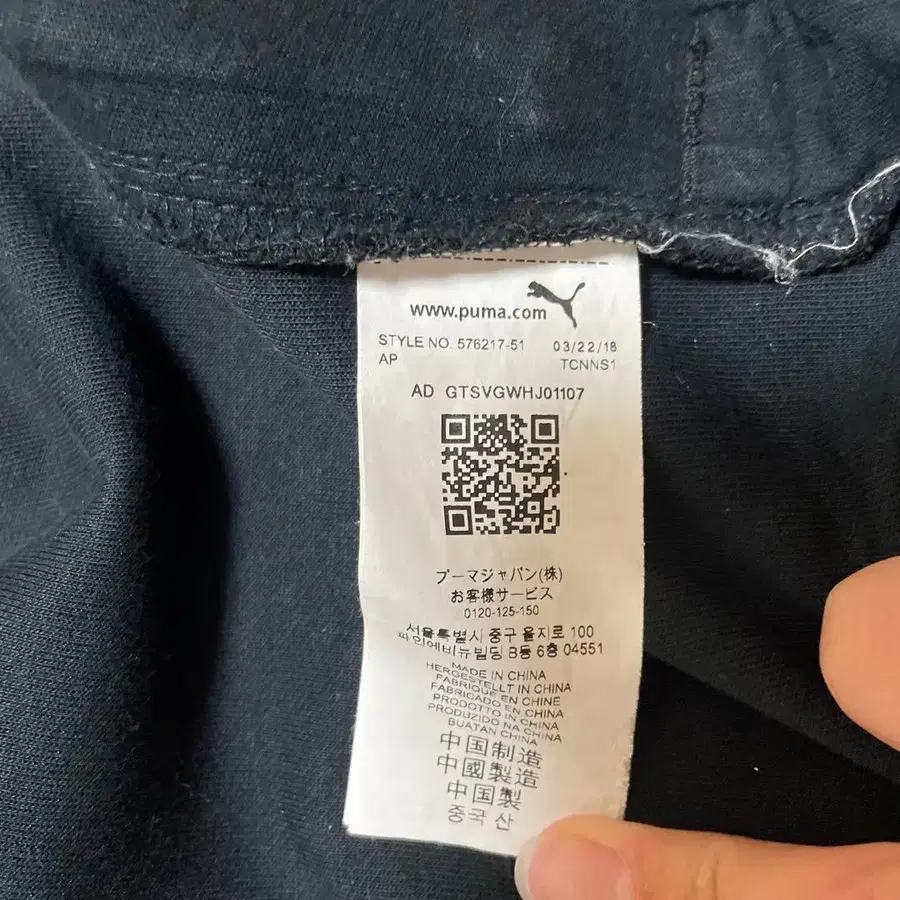 www.puma.com
STYLE NO. 576217-51 03/22/18
AP TCNNS1
AD GTSVGWHJ01107
プーマジャパン(株)
お客様サービス
0120-125-150
서울특별시 중구 을지로 100
파인에비뉴빌딩 B동 6층 04551
MADE IN CHINA
HERGESTELLT IN CHINA
FABRIQUÉ EN CHINE
FABRICADO EN CHINA
PRODOTTO IN CHINA
PRODUZIDO NA CHINA
BUATAN CHINA
中国制造
中國製造
中国製
중국 산